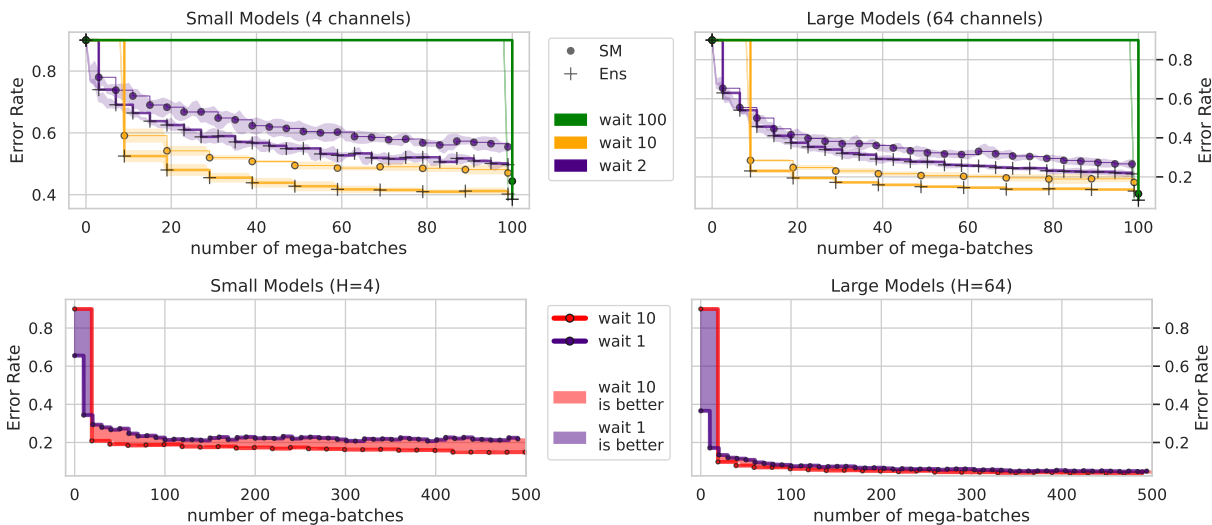 Small Models (4 channels)
Error Rate
0.8
0.6
0.4
0 20 40 60 80 100
number of mega-batches
SM
Ens
wait 100
wait 10
wait 2
Large Models (64 channels)
0.8
0.6
0.4
0.2
Error Rate
0 20 40 60 80 100
number of mega-batches
Small Models (H=4)
Error Rate
0.8
0.6
0.4
0.2
0 100 200 300 400 500
number of mega-batches
wait 10
wait 1
wait 10
is better
wait 1
is better
Large Models (H=64)
0.8
0.6
0.4
0.2
Error Rate
0 100 200 300 400 500
number of mega-batches